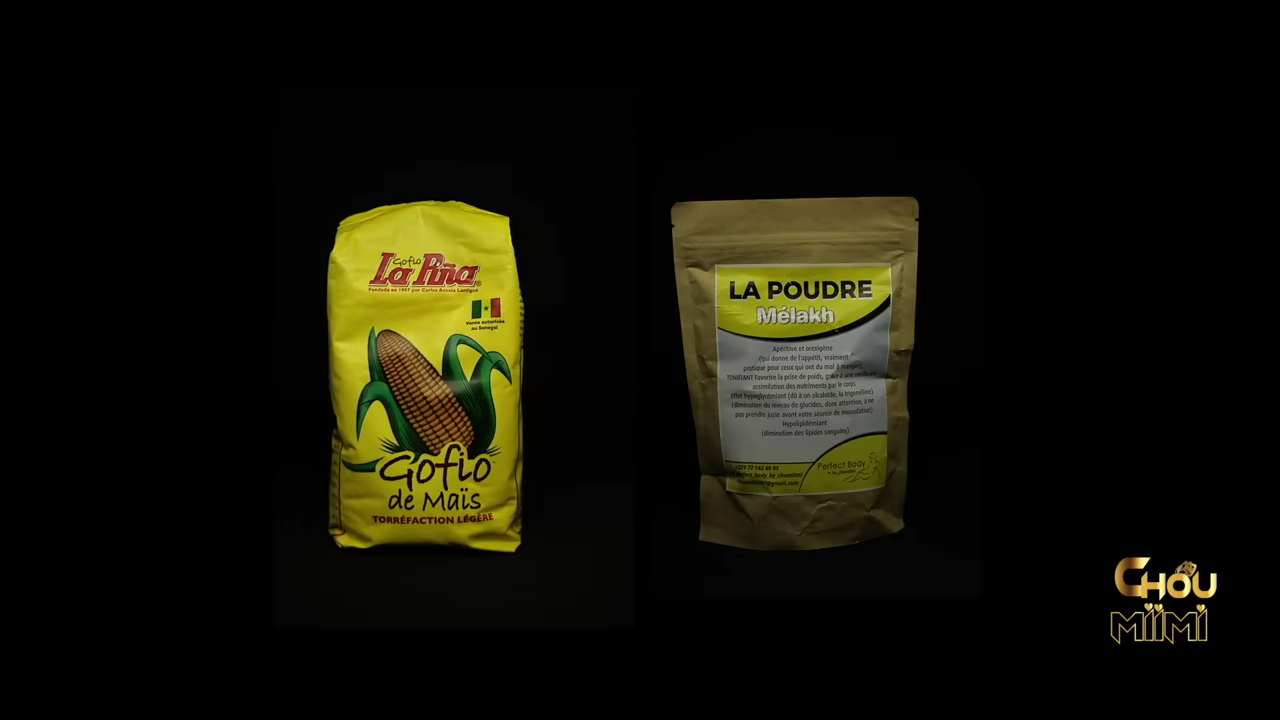 Gofio
La Piña®
Fundada en 1957 por Carlos Acosta Lantigua
Vente autorisée
au Senegal
Gofio
de Maïs
TORRÉFACTION LÉGÈRE
LA POUDRE
Mélakh
Apéritive et orexigène
(qui donne de l'appétit, vraiment
pratique pour ceux qui ont du mal à manger)
TONIFIANT Favorise la prise de poids, grâce à une meilleure
assimilation des nutriments par le corps
Effet hypoglycimiant (dû à un alcaloïde, la trigonelline)
(diminution du niveau de glucides, donc attention, à ne
pas prendre juste avant votre séance de musculation)
Hypolipidémiant
(diminution des lipides sanguins)
Perfect Body
CHOU
MiiMi